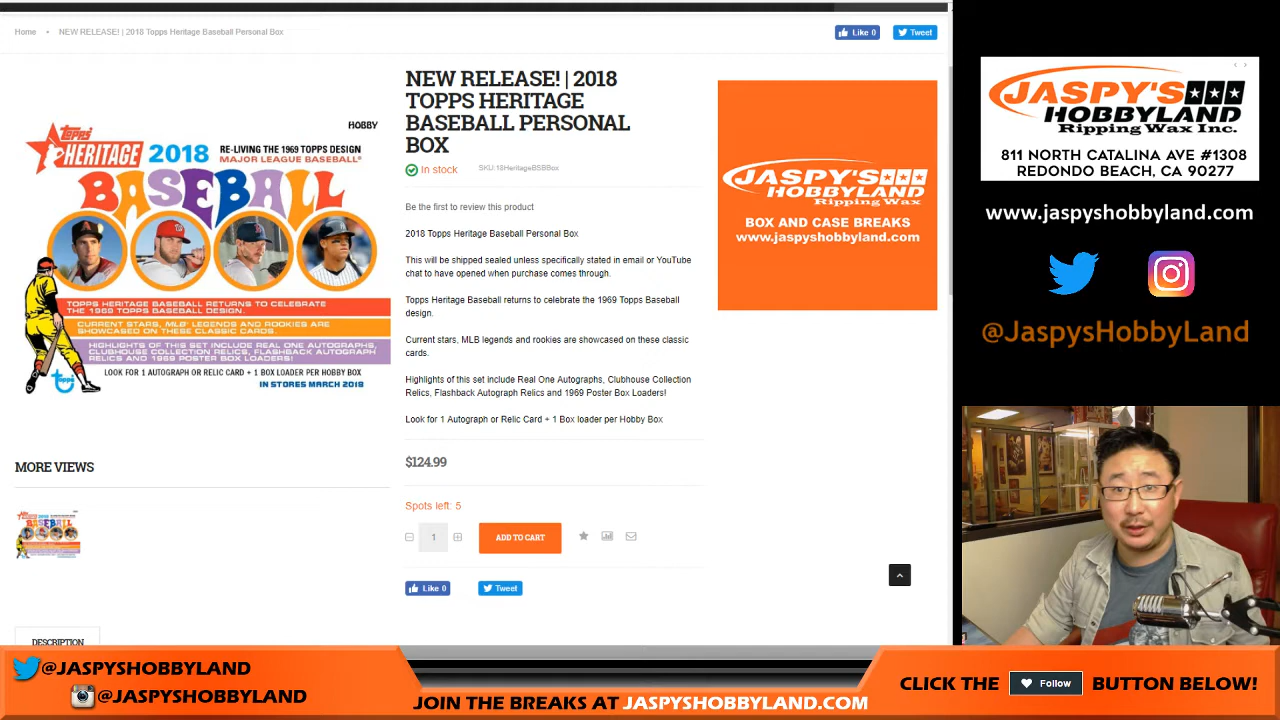 Home • NEW RELEASE! | 2018 Topps Heritage Baseball Personal Box
Like 0
Tweet
HOBBY
Topps
HERITAGE 2018
RE-LIVING THE 1969 TOPPS DESIGN
MAJOR LEAGUE BASEBALL®
BASEBALL
TOPPS HERITAGE BASEBALL RETURNS TO CELEBRATE
THE 1969 TOPPS BASEBALL DESIGN.
CURRENT STARS, MLB® LEGENDS AND ROOKIES ARE
SHOWCASED ON THESE CLASSIC CARDS.
HIGHLIGHTS OF THIS SET INCLUDE REAL ONE AUTOGRAPHS,
CLUBHOUSE COLLECTION RELICS, FLASHBACK AUTOGRAPH
RELICS AND 1969 POSTER BOX LOADERS!
LOOK FOR 1 AUTOGRAPH OR RELIC CARD + 1 BOX LOADER PER HOBBY BOX
IN STORES MARCH 2018
topps
MORE VIEWS
DESCRIPTION
NEW RELEASE! | 2018
TOPPS HERITAGE
BASEBALL PERSONAL
BOX
In stock
SKU:18HeritageBSBBox
Be the first to review this product
2018 Topps Heritage Baseball Personal Box
This will be shipped sealed unless specifically stated in email or YouTube
chat to have opened when purchase comes through.
Topps Heritage Baseball returns to celebrate the 1969 Topps Baseball
design.
Current stars, MLB legends and rookies are showcased on these classic
cards.
Highlights of this set include Real One Autographs, Clubhouse Collection
Relics, Flashback Autograph Relics and 1969 Poster Box Loaders!
Look for 1 Autograph or Relic Card + 1 Box loader per Hobby Box
$124.99
Spots left: 5
1
ADD TO CART
Like 0
Tweet
JASPY'S
HOBBYLAND
Ripping Wax
BOX AND CASE BREAKS
www.jaspyshobbyland.com
JASPY'S
HOBBYLAND
Ripping Wax Inc.
811 NORTH CATALINA AVE #1308
REDONDO BEACH, CA 90277
www.jaspyshobbyland.com
@JaspysHobbyLand
@JASPYSHOBBYLAND
@JASPYSHOBBYLAND
JOIN THE BREAKS AT JASPYSHOBBYLAND.COM
CLICK THE Follow BUTTON BELOW!